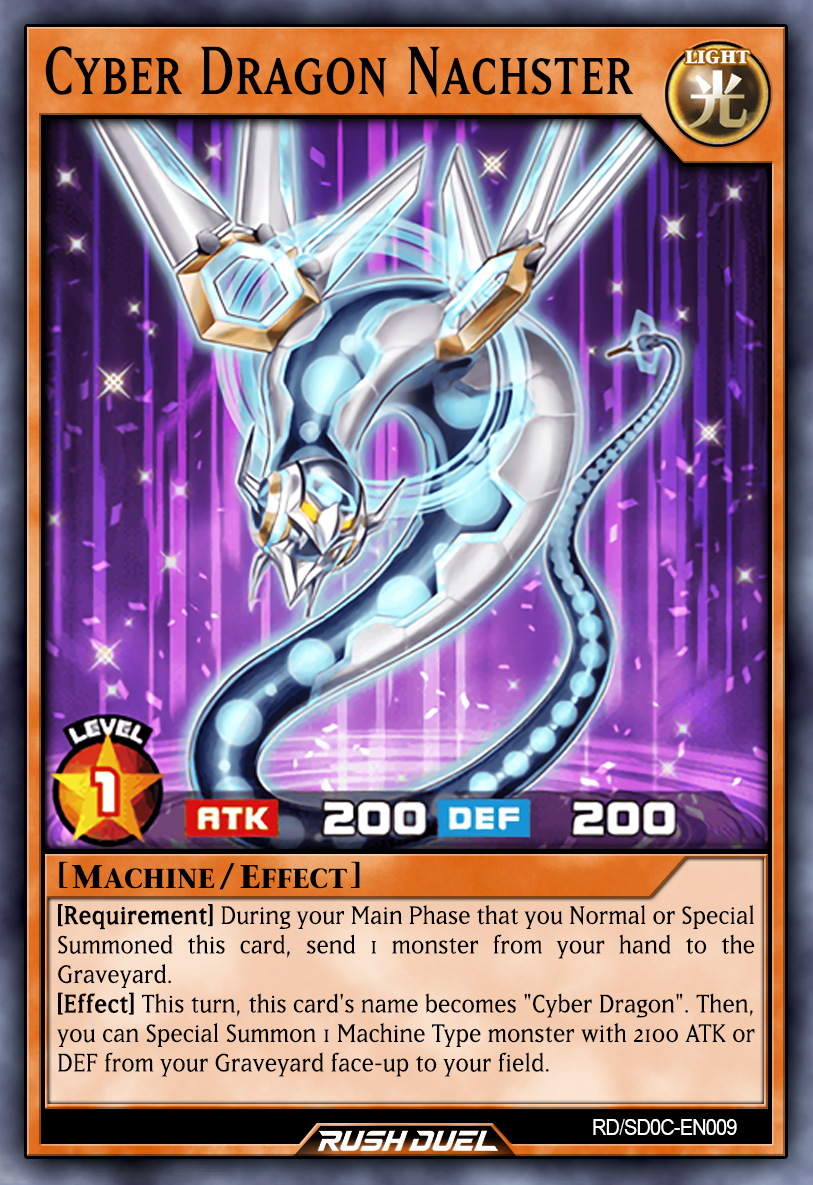 Cyber Dragon Nachster
LIGHT
光
LEVEL
1
ATK 200 DEF 200
[Machine/Effect]
[Requirement] During your Main Phase that you Normal or Special
Summoned this card, send 1 monster from your hand to the
Graveyard.
[Effect] This turn, this card's name becomes "Cyber Dragon". Then,
you can Special Summon 1 Machine Type monster with 2100 ATK or
DEF from your Graveyard face-up to your field.
RD/SD0C-EN009
RUSH DUEL